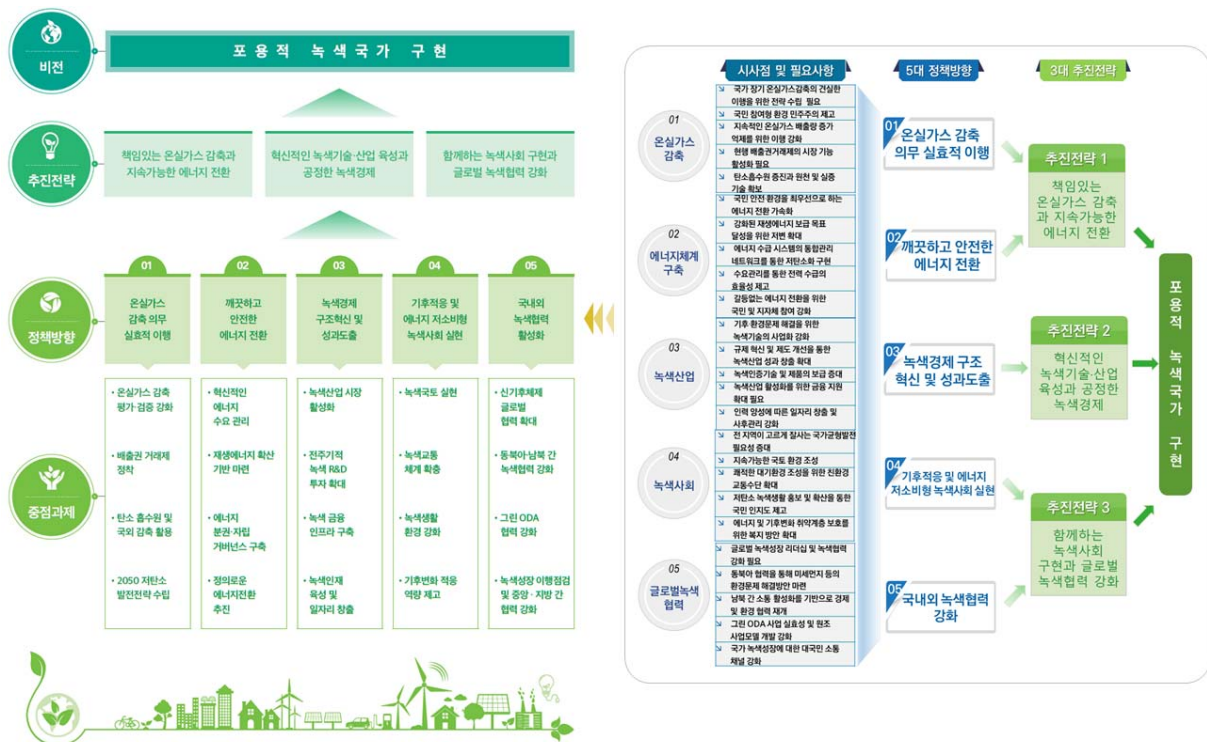 비전
포용적 녹색국가 구현
추진전략
책임있는 온실가스 감축과
지속가능한 에너지 전환
혁신적인 녹색기술·산업 육성과
공정한 녹색경제
함께하는 녹색사회 구현과
글로벌 녹색협력 강화
정책방향
01
온실가스
감축 의무
실효적 이행
02
깨끗하고
안전한
에너지 전환
03
녹색경제
구조혁신 및
성과도출
04
기후적응 및
에너지 저소비형
녹색사회 실현
05
국내외
녹색협력
활성화
중점과제
· 온실가스 감축
평가·검증 강화
· 배출권 거래제
정착
· 탄소 흡수원 및
국외 감축 활용
· 2050 저탄소
발전전략 수립
· 혁신적인
에너지
수요 관리
· 재생에너지 확산
기반 마련
· 에너지
분권·자립
거버넌스 구축
· 정의로운
에너지전환
추진
· 녹색산업 시장
활성화
· 전주기적
녹색 R&D
투자 확대
· 녹색 금융
인프라 구축
· 녹색인재
육성 및
일자리 창출
· 녹색국토 실현
· 녹색교통
체계 확충
· 녹색생활
환경 강화
· 기후변화 적응
역량 제고
· 신기후체제
글로벌
협력 확대
· 동북아·남북 간
녹색협력 강화
· 그린 ODA
협력 강화
· 녹색성장 이행점검
및 중앙·지방 간
협력 강화
시사점 및 필요사항
5대 정책방향
3대 추진전략
01
온실가스
감축
국가 장기 온실가스감축의 건실한
이행을 위한 전략 수립 필요
국민 참여형 환경 민주주의 제고
지속적인 온실가스 배출량 증가
억제를 위한 이행 강화
현행 배출권거래제의 시장 기능
활성화 필요
탄소흡수원 증진과 원천 및 실증
기술 확보
02
에너지체계
구축
국민 안전·환경을 최우선으로 하는
에너지 전환 가속화
강화된 재생에너지 보급 목표
달성을 위한 저변 확대
에너지 수급 시스템의 통합관리
네트워크를 통한 저탄소화 구현
수요관리를 통한 전력 수급의
효율성 제고
갈등없는 에너지 전환을 위한
국민 및 지자체 참여 강화
03
녹색산업
기후·환경문제 해결을 위한
녹색기술의 사업화 강화
규제 혁신 및 제도 개선을 통한
녹색산업 성과 창출 확대
녹색인증기술 및 제품의 보급 증대
녹색산업 활성화를 위한 금융 지원
확대 필요
인력 양성에 따른 일자리 창출 및
사후관리 강화
04
녹색사회
전 지역이 고르게 잘사는 국가균형발전
필요성 증대
지속가능한 국토 환경 조성
쾌적한 대기환경 조성을 위한 친환경
교통수단 확대
저탄소 녹색생활 홍보 및 확산을 통한
국민 인지도 제고
에너지 및 기후변화 취약계층 보호를
위한 복지 방안 확대
05
글로벌녹색
협력
글로벌 녹색성장 리더십 및 녹색협력
강화 필요
동북아 협력을 통해 미세먼지 등의
환경문제 해결방안 마련
남북 간 소통 활성화를 기반으로 경제
및 환경 협력 재개
그린 ODA 사업 실효성 및 원조
사업모델 개발 강화
국가 녹색성장에 대한 대국민 소통
채널 강화
01
온실가스 감축
의무 실효적 이행
02
깨끗하고 안전한
에너지 전환
03
녹색경제 구조
혁신 및 성과도출
04
기후적응 및 에너지
저소비형 녹색사회 실현
05
국내외 녹색협력
강화
추진전략 1
책임있는
온실가스 감축
과 지속가능한
에너지 전환
추진전략 2
혁신적인
녹색기술·산업
육성과 공정한
녹색경제
추진전략 3
함께하는
녹색사회
구현과 글로벌
녹색협력 강화
포용적 녹색국가 구현